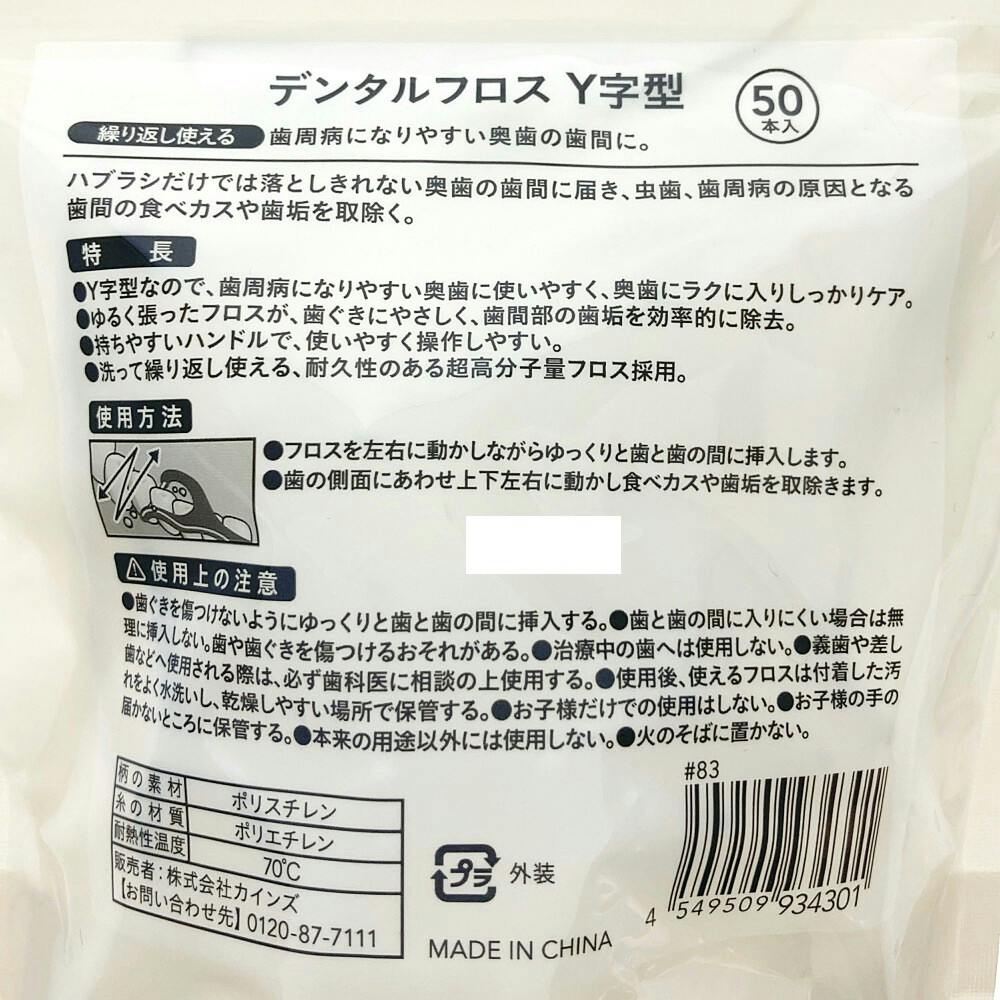 デンタルフロス Y字型
50
本入
繰り返し使える 歯周病になりやすい奥歯の歯間に。
ハブラシだけでは落としきれない奥歯の歯間に届き、虫歯、歯周病の原因となる
歯間の食べカスや歯垢を取除く。
特長
●Y字型なので、歯周病になりやすい奥歯に使いやすく、奥歯にラクに入りしっかりケア。
●ゆるく張ったフロスが、歯ぐきにやさしく、歯間部の歯垢を効率的に除去。
●持ちやすいハンドルで、使いやすく操作しやすい。
●洗って繰り返し使える、耐久性のある超高分子量フロス採用。
使用方法
●フロスを左右に動かしながらゆっくりと歯と歯の間に挿入します。
●歯の側面にあわせ上下左右に動かし食べカスや歯垢を取除きます。
⚠使用上の注意
●歯ぐきを傷つけないようにゆっくりと歯と歯の間に挿入する。●歯と歯の間に入りにくい場合は無
理に挿入しない。歯や歯ぐきを傷つけるおそれがある。●治療中の歯へは使用しない。●義歯や差し
歯などへ使用される際は、必ず歯科医に相談の上使用する。●使用後、使えるフロスは付着した汚
れをよく水洗いし、乾燥しやすい場所で保管する。●お子様だけでの使用はしない。●お子様の手の
届かないところに保管する。●本来の用途以外には使用しない。●火のそばに置かない。
柄の素材 ポリスチレン
糸の材質 ポリエチレン
耐熱性温度 70℃
販売者:株式会社カインズ
【お問い合わせ先】0120-87-7111
プラ 外装
MADE IN CHINA
#83
4 549509 934301